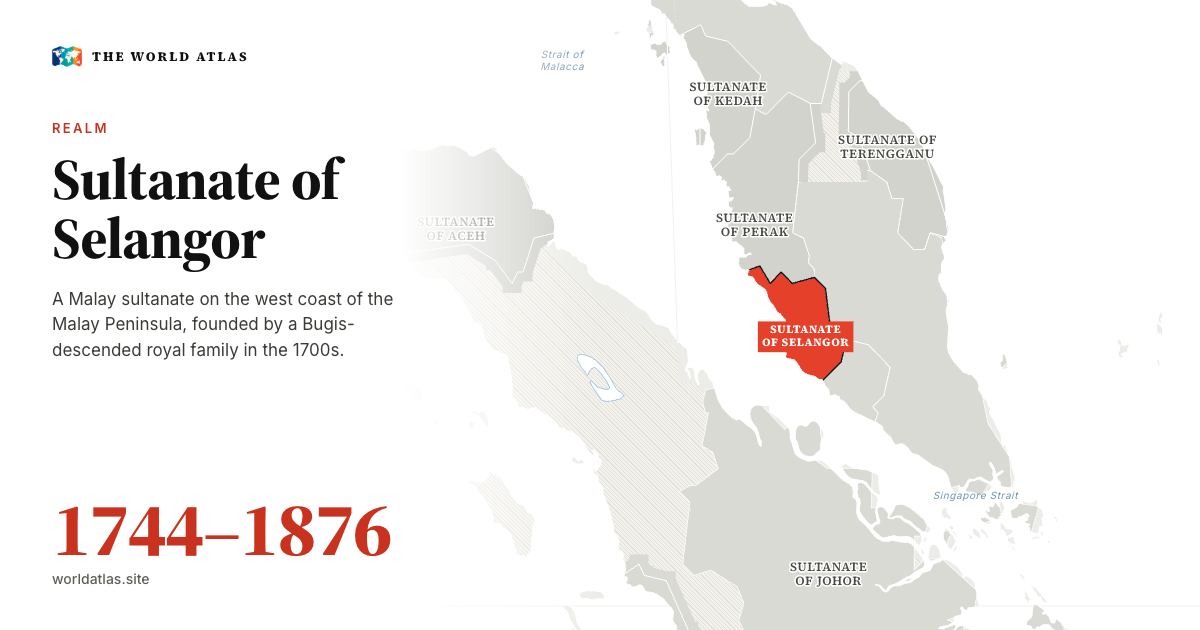 THE WORLD ATLAS
REALM
Sultanate of
Selangor
A Malay sultanate on the west coast of the
Malay Peninsula, founded by a Bugis-
descended royal family in the 1700s.
1744–1876
worldatlas.site
Strait of
Malacca
SULTANATE
OF KEDAH
SULTANATE OF
TERENGGANU
SULTANATE
OF ACEH
SULTANATE
OF PERAK
SULTANATE
OF SELANGOR
Singapore Strait
SULTANATE
OF JOHOR